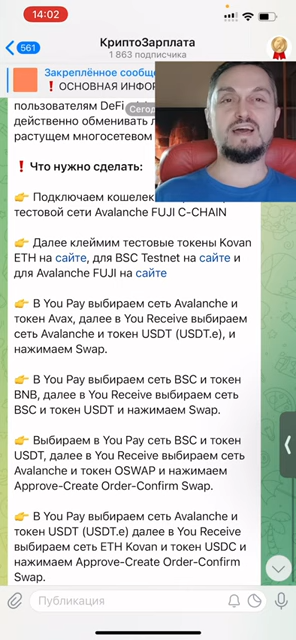 14:02
561
КриптоЗарплата
1 863 подписчика
Закреплённое сообще
❗ ОСНОВНАЯ ИНФОР
пользователям DeFi
Сегод
действенно обменивать
растущем многосетевом
❗ Что нужно сделать:
👉 Подключаем кошелек
тестовой сети Avalanche FUJI C-CHAIN
👉 Далее клеймим тестовые токены Kovan
ETH на сайте, для BSC Testnet на сайте и
для Avalanche FUJI на сайте
👉 В You Pay выбираем сеть Avalanche и
токен Avax, далее в You Receive выбираем
сеть Avalanche и токен USDT (USDT.e), и
нажимаем Swap.
👉 В You Pay выбираем сеть BSC и токен
BNB, далее в You Receive выбираем сеть
BSC и токен USDT и нажимаем Swap.
👉 Выбираем в You Pay сеть BSC и токен
USDT, далее в You Receive выбираем сеть
Avalanche и токен OSWAP и нажимаем
Approve-Create Order-Confirm Swap.
👉 В You Pay выбираем сеть Avalanche и
токен USDT (USDT.e) далее в You Receive
выбираем сеть ETH Kovan и токен USDC и
нажимаем Approve-Create Order-Confirm
Swap.
Публикация